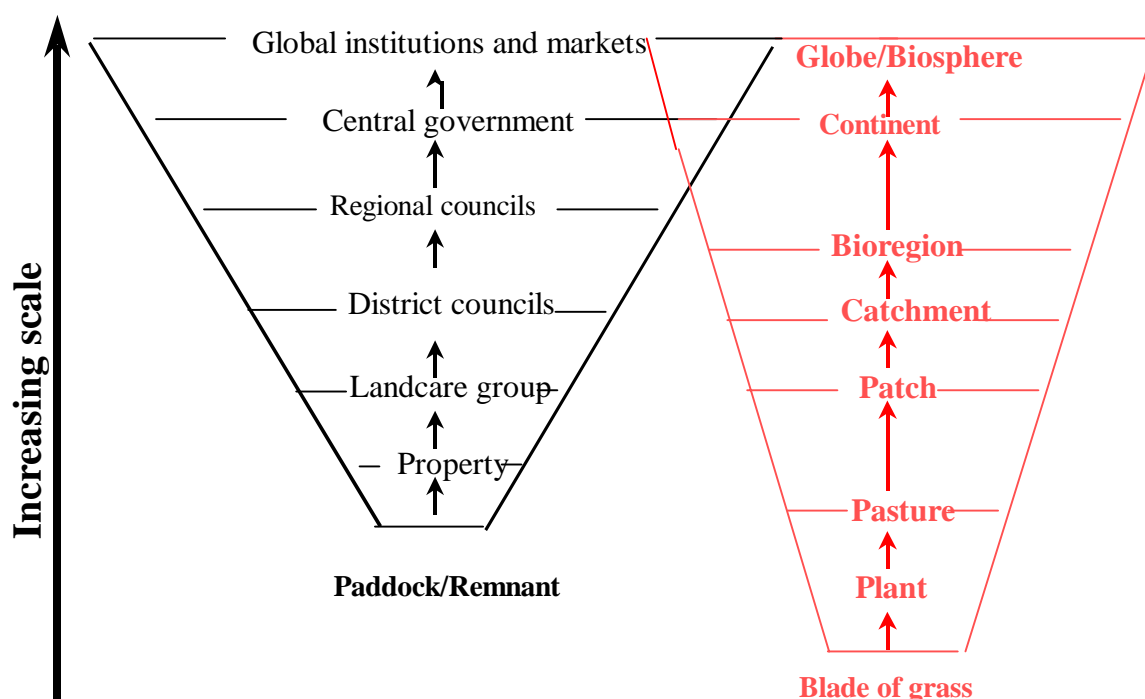 Increasing scale
Global institutions and markets
Central government
Regional councils
District councils
Landcare group
Property
Paddock/Remnant
Globe/Biosphere
Continent
Bioregion
Catchment
Patch
Pasture
Plant
Blade of grass